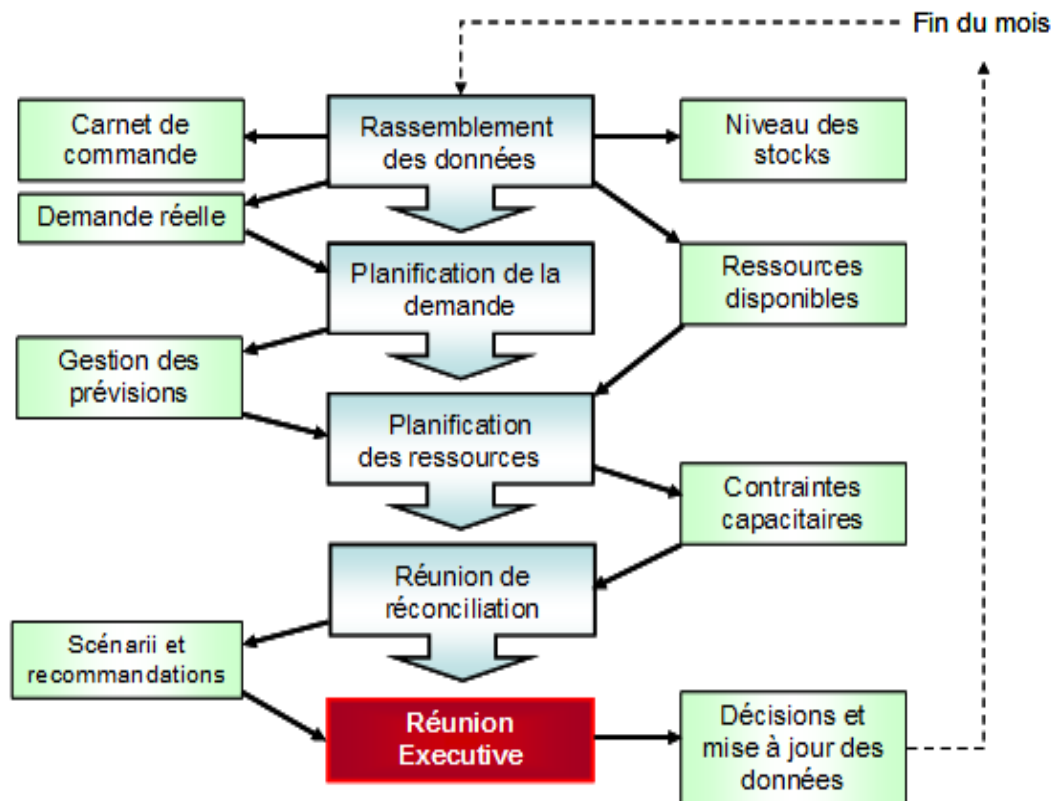 Fin du mois
Carnet de
commande
Rassemblement
des données
Niveau des
stocks
Demande réelle
Planification de la
demande
Ressources
disponibles
Gestion des
prévisions
Planification
des ressources
Contraintes
capacitaires
Réunion de
réconciliation
Scénarii et
recommandations
Réunion
Executive
Décisions et
mise à jour des
données